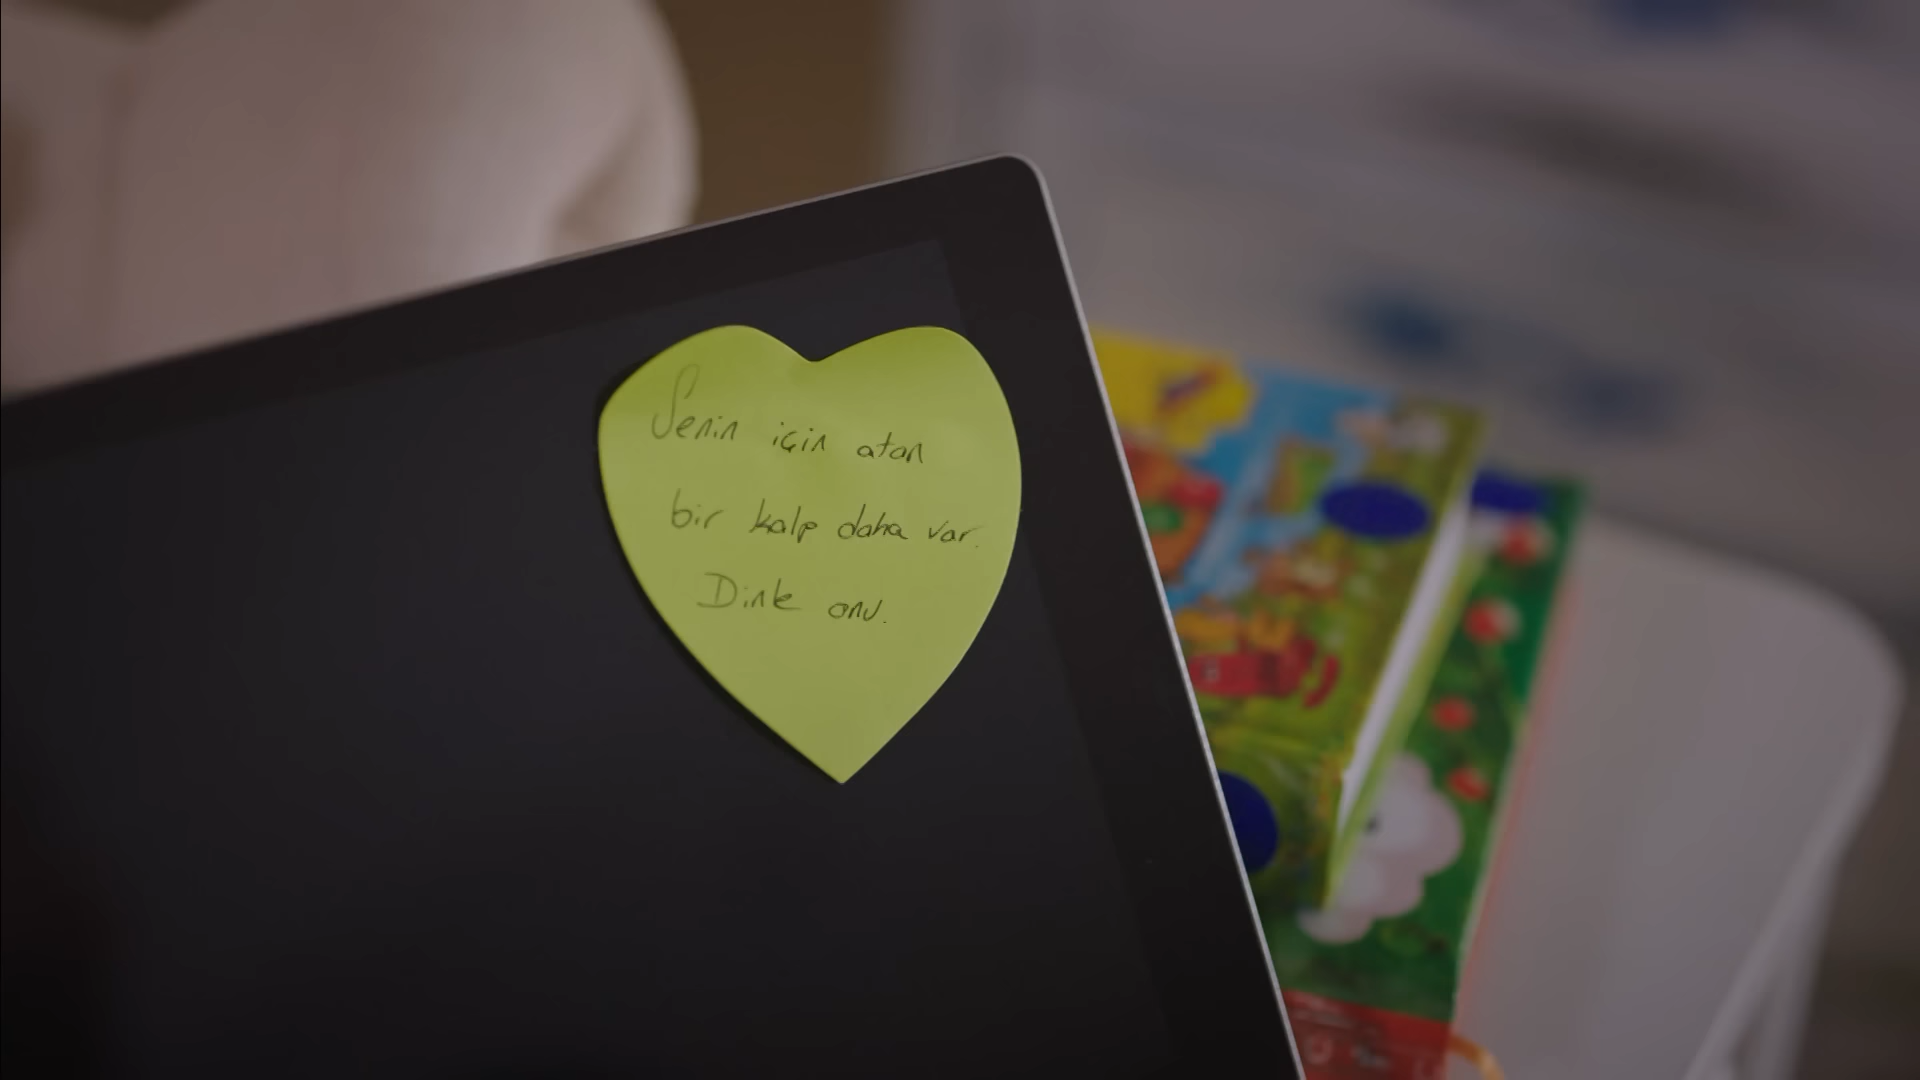 Senin için atan
bir kalp daha var.
Dinle onu.